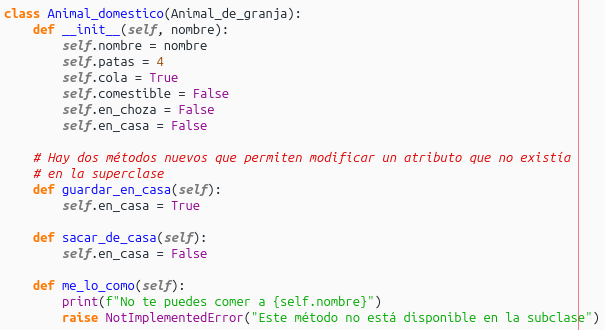 class Animal_domestico(Animal_de_granja):
    def __init__(self, nombre):
        self.nombre = nombre
        self.patas = 4
        self.cola = True
        self.comestible = False
        self.en_choza = False
        self.en_casa = False

    # Hay dos métodos nuevos que permiten modificar un atributo que no existía
    # en la superclase
    def guardar_en_casa(self):
        self.en_casa = True

    def sacar_de_casa(self):
        self.en_casa = False

    def me_lo_como(self):
        print(f"No te puedes comer a {self.nombre}")
        raise NotImplementedError("Este método no está disponible en la subclase")